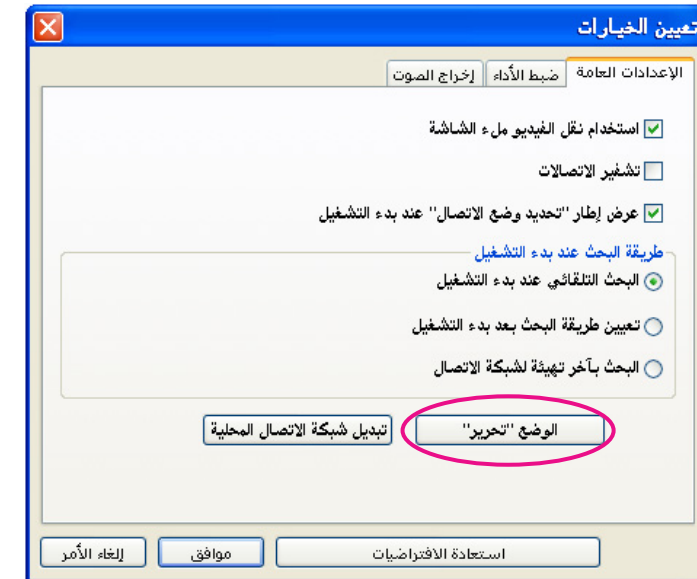 تعيين الخيارات
الإعدادات العامة ضبط الأداء إخراج الصوت
استخدام نقل الفيديو ملء الشاشة
تشفير الاتصالات
عرض إطار "تحديد وضع الاتصال" عند بدء التشغيل
طريقة البحث عند بدء التشغيل
البحث التلقائي عند بدء التشغيل
تعيين طريقة البحث بعد بدء التشغيل
البحث بآخر تهيئة لشبكة الاتصال
الوضع "تحرير" تبديل شبكة الاتصال المحلية
استعادة الافتراضيات موافق إلغاء الأمر